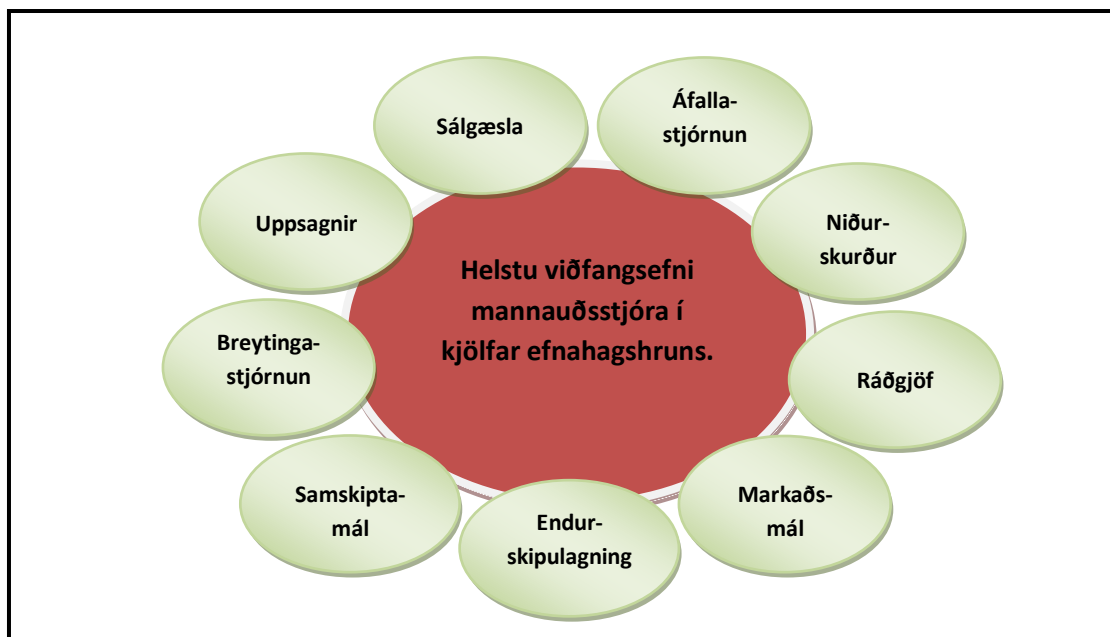 Helstu viðfangsefni
mannauðsstjóra í
kjölfar efnahagshruns.
Áfalla-
stjórnun
Niður-
skurður
Ráðgjöf
Markaðs-
mál
Endur-
skipulagning
Samskipta-
mál
Breytinga-
stjórnun
Uppsagnir
Sálgæsla